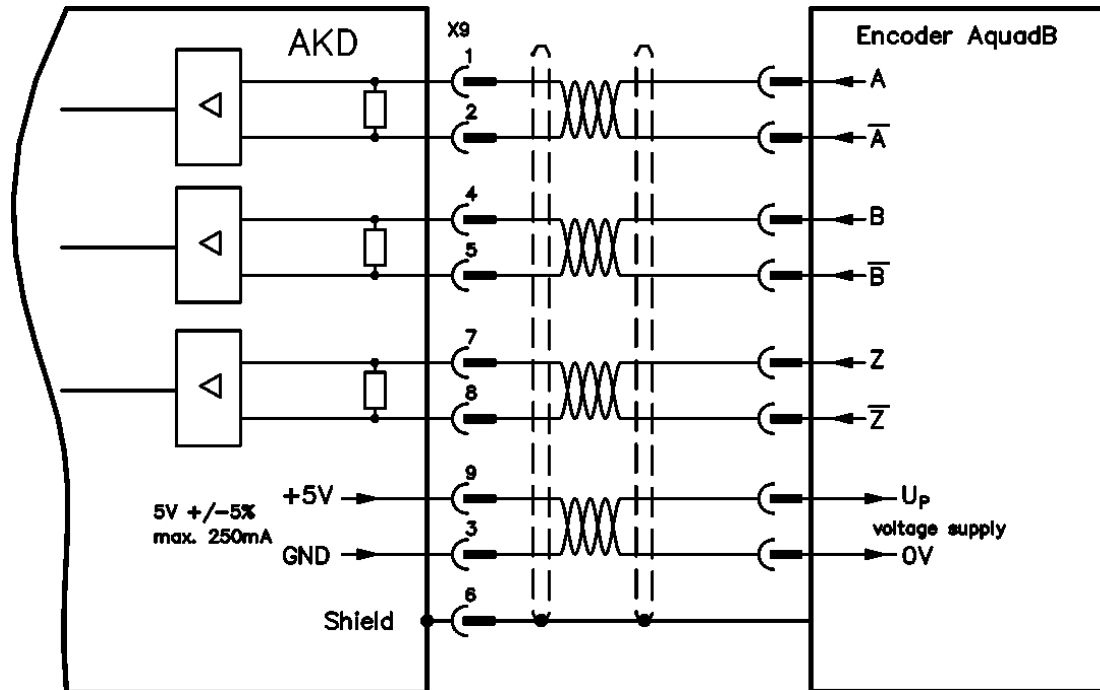 AKD
X9
Encoder AquadB
1
A
2
A̅
4
B
5
B̅
7
Z
8
Z̅
9
+5V
U_P
5V +/-5%
max. 250mA
voltage supply
3
GND
0V
6
Shield